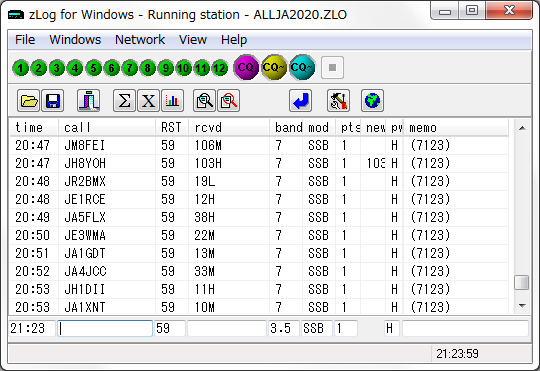 zLog for Windows - Running station - ALLJA2020.ZLO
File Windows Network View Help
1 2 3 4 5 6 7 8 9 10 11 12 CQ CQ~ CQ~
Σ X
time call RST rcvd band mod pts new pw memo
20:47 JM8FEI 59 106M 7 SSB 1 H (7123)
20:47 JH8YOH 59 103H 7 SSB 1 103 H (7123)
20:48 JR2BMX 59 19L 7 SSB 1 H (7123)
20:48 JE1RCE 59 12H 7 SSB 1 H (7123)
20:49 JA5FLX 59 38H 7 SSB 1 H (7123)
20:50 JE3WMA 59 22M 7 SSB 1 H (7123)
20:51 JA1GDT 59 13M 7 SSB 1 H (7123)
20:52 JA4JCC 59 33M 7 SSB 1 H (7123)
20:53 JH1DII 59 11H 7 SSB 1 H (7123)
20:53 JA1XNT 59 10M 7 SSB 1 H (7123)
21:23 59 3.5 SSB 1 H
21:23:59